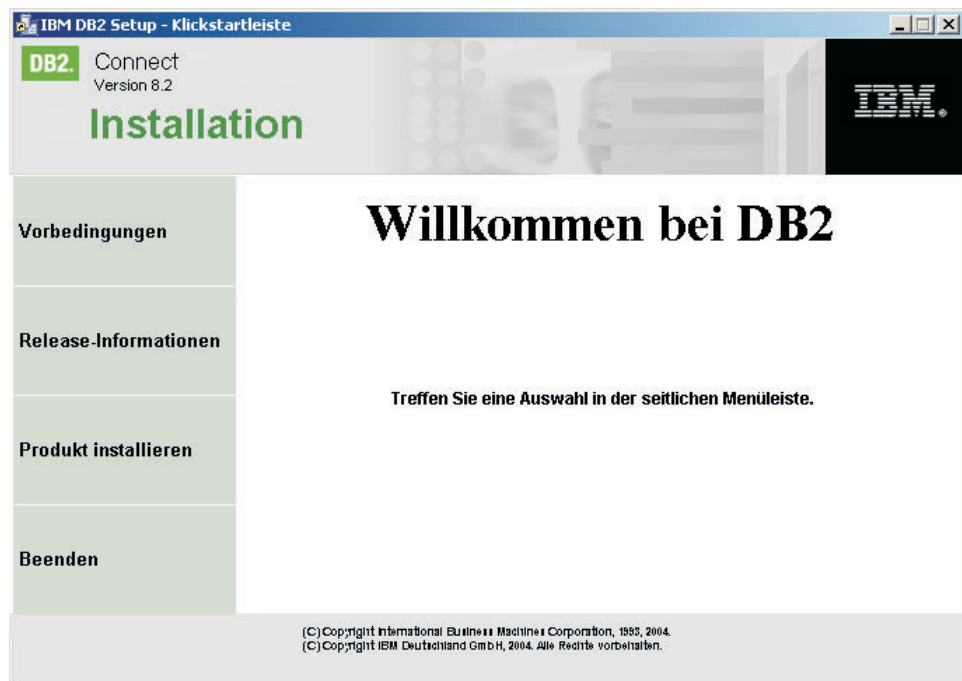 IBM DB2 Setup - Klickstartleiste
DB2. Connect
Version 8.2
Installation
IBM.
Vorbedingungen
Release-Informationen
Produkt installieren
Beenden
Willkommen bei DB2
Treffen Sie eine Auswahl in der seitlichen Menüleiste.
(C) Copyright International Business Machines Corporation, 1993, 2004.
(C) Copyright IBM Deutschland GmbH, 2004. Alle Rechte vorbehalten.